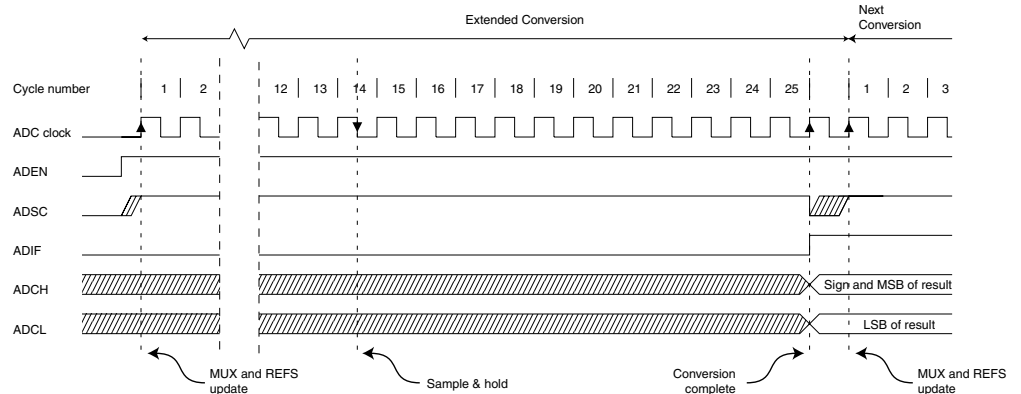 Extended Conversion
Next
Conversion
Cycle number 1 2 12 13 14 15 16 17 18 19 20 21 22 23 24 25 1 2 3
ADC clock
ADEN
ADSC
ADIF
ADCH Sign and MSB of result
ADCL LSB of result
MUX and REFS
update
Sample & hold
Conversion
complete
MUX and REFS
update